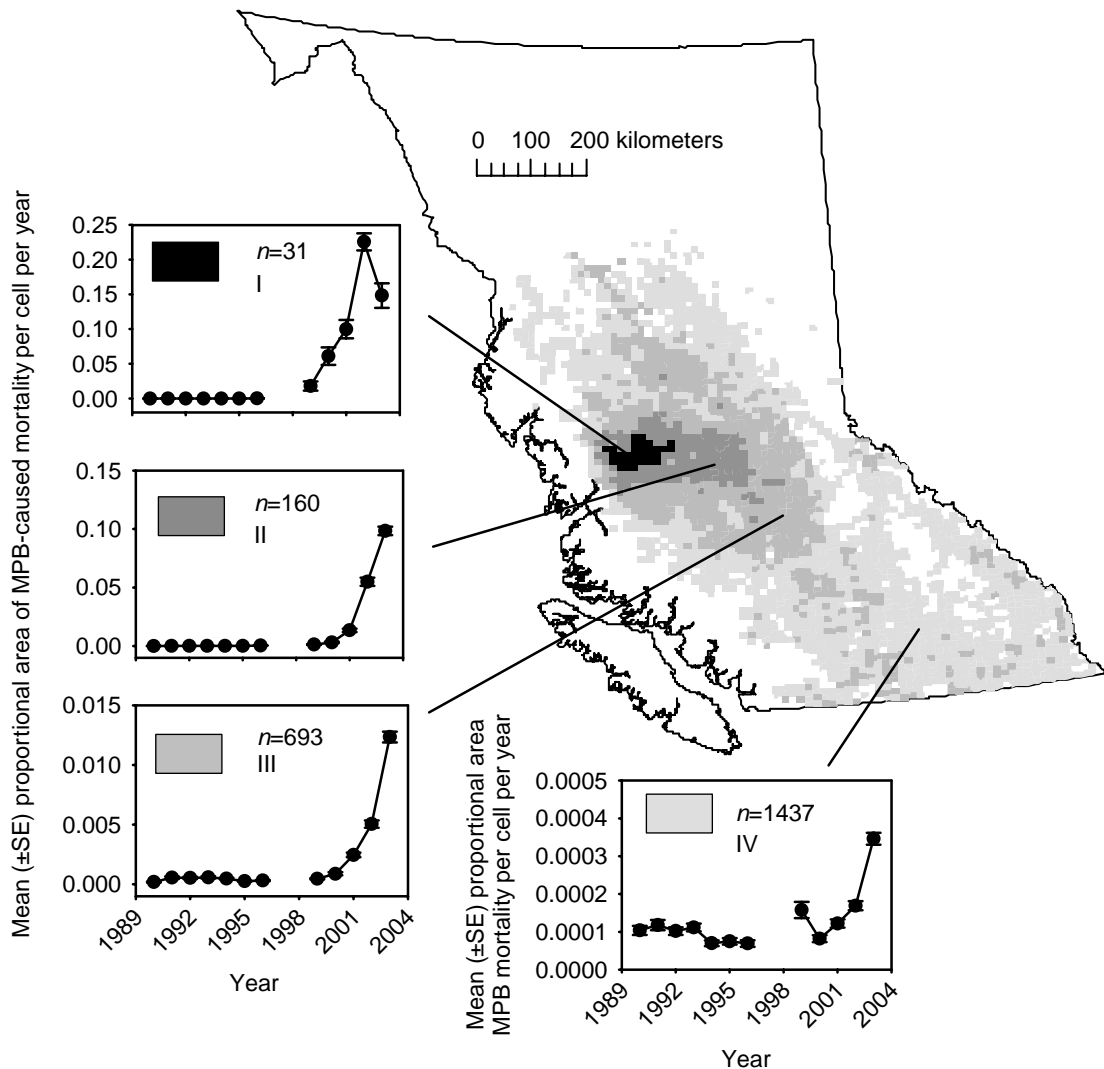 0 100 200 kilometers
Mean (±SE) proportional area of MPB-caused mortality per cell per year
0.25
0.20
0.15
0.10
0.05
0.00
n=31
I
0.15
0.10
0.05
0.00
n=160
II
0.015
0.010
0.005
0.000
n=693
III
1989
1992
1995
1998
2001
2004
Year
Mean (±SE) proportional area
MPB mortality per cell per year
0.0005
0.0004
0.0003
0.0002
0.0001
0.0000
n=1437
IV
1989
1992
1995
1998
2001
2004
Year